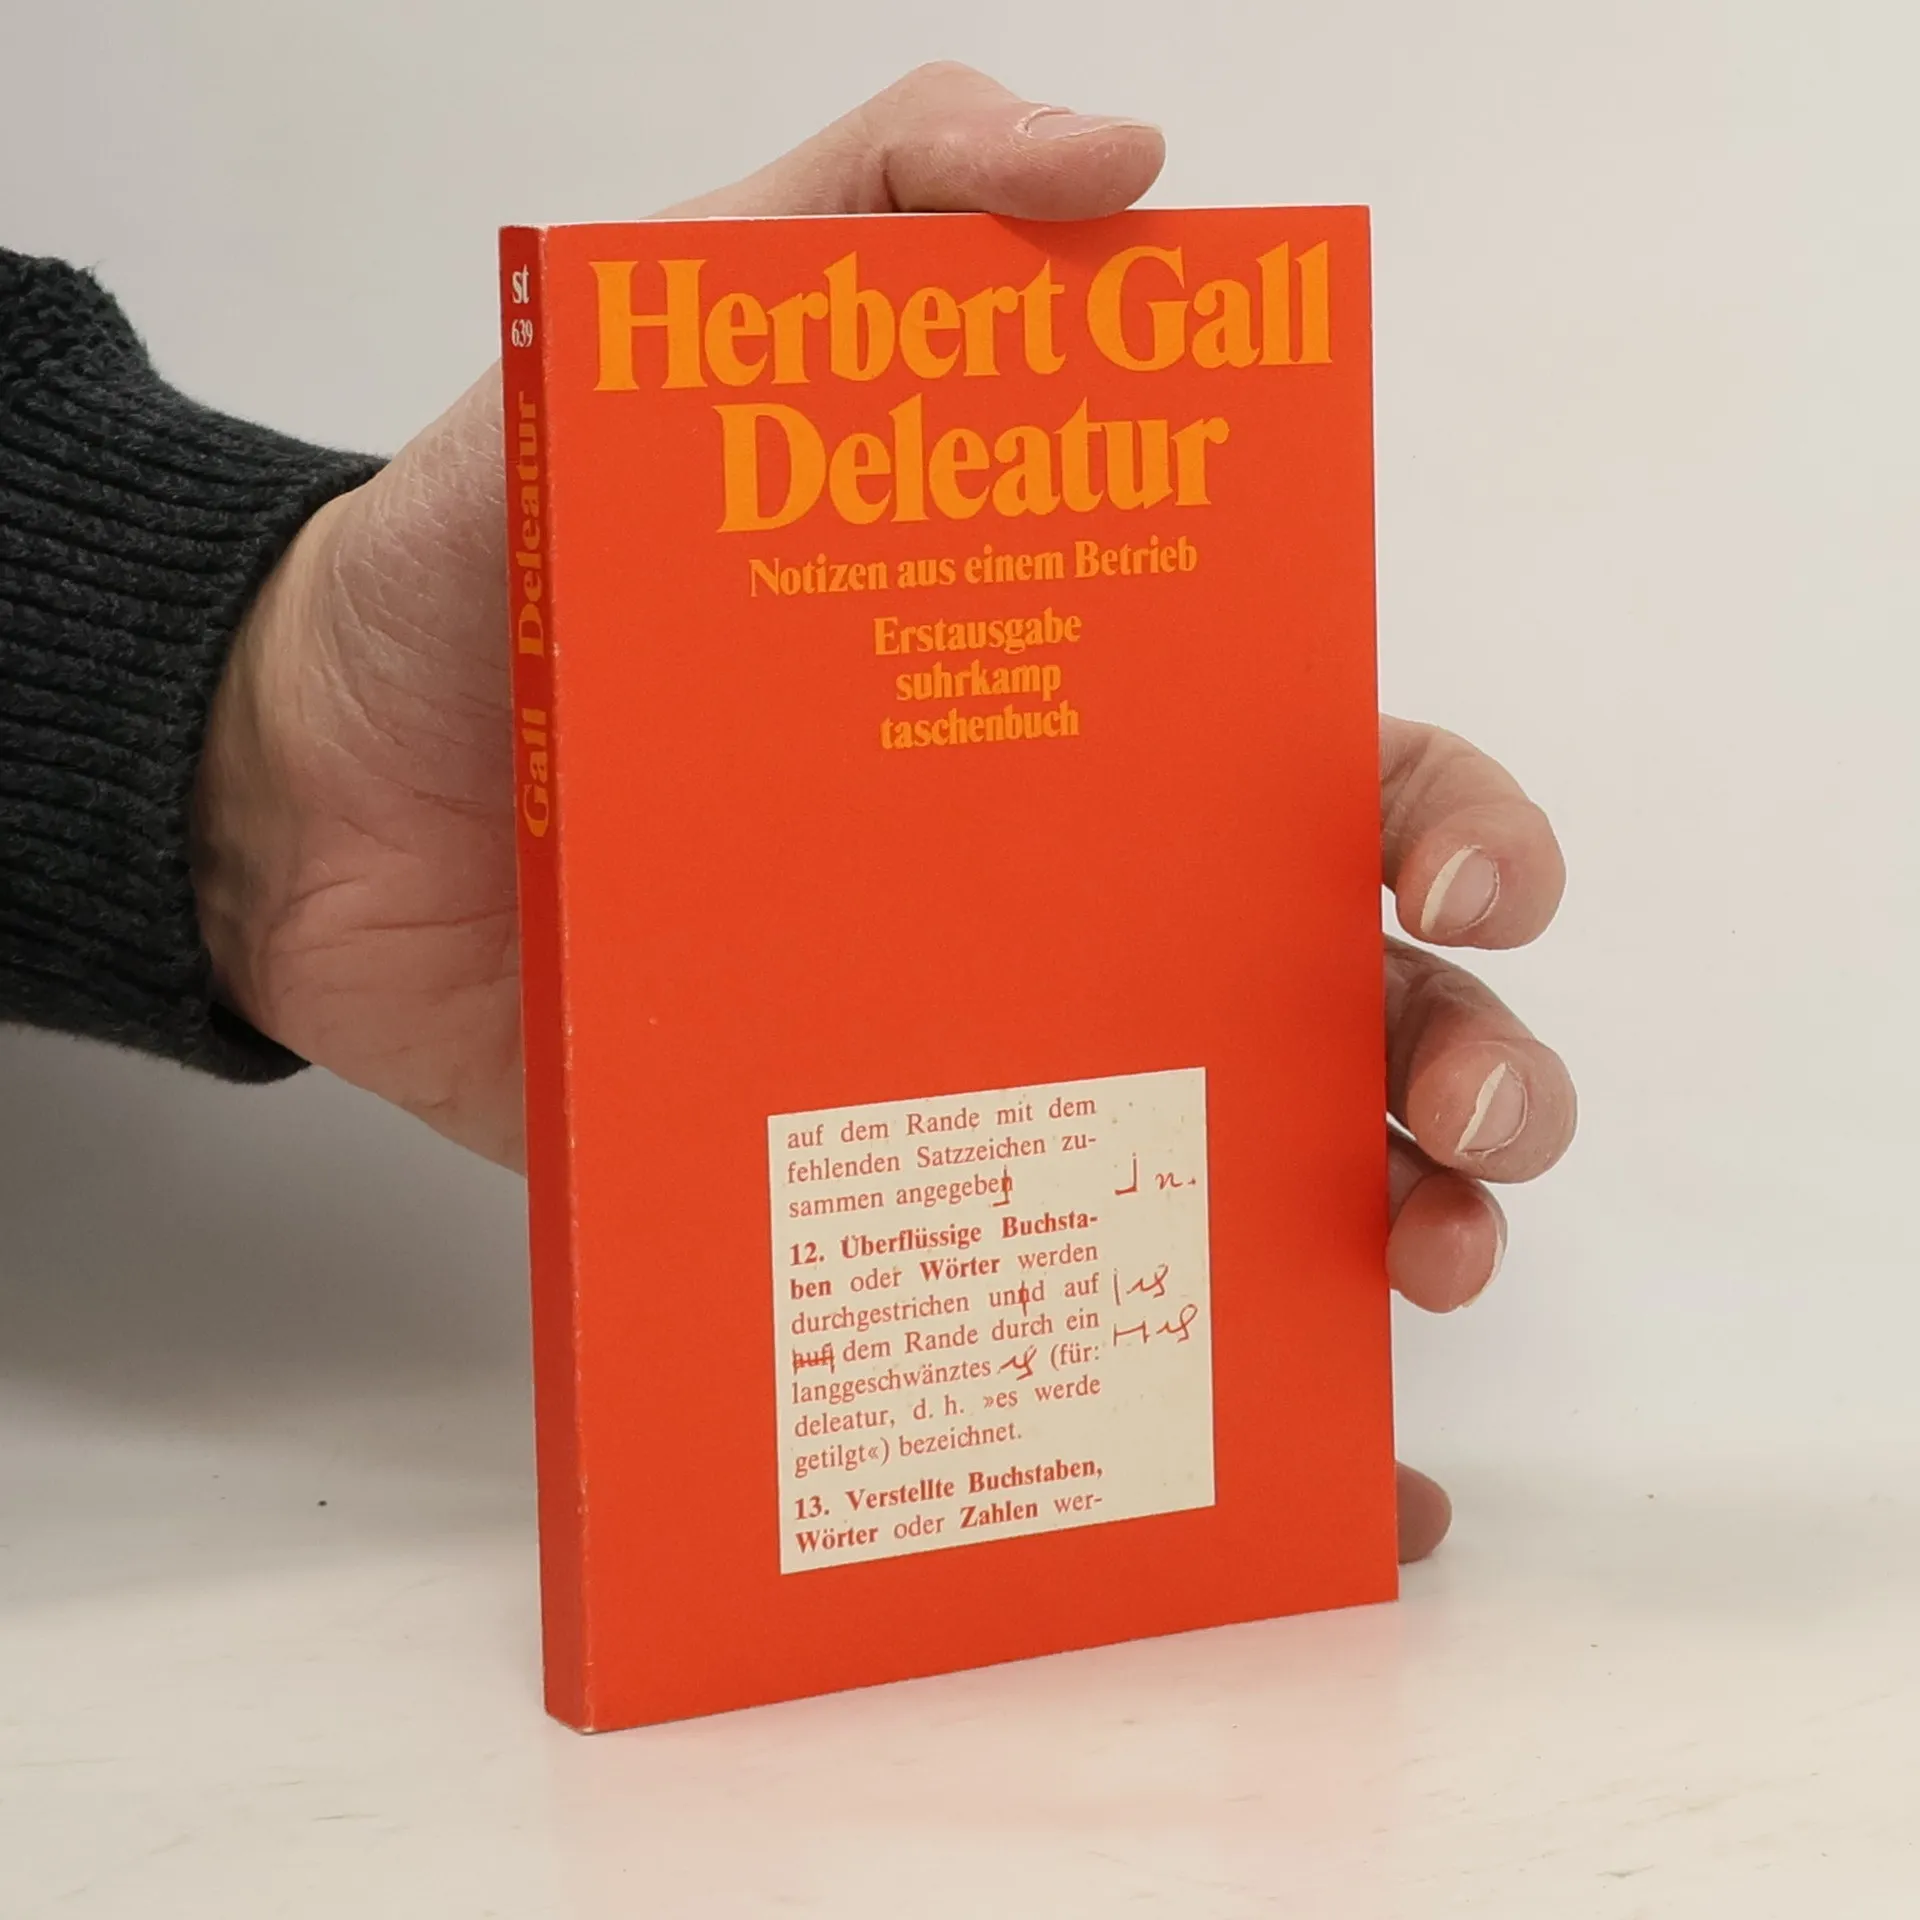 st
639
Gall Deleatur
Herbert Gall
Deleatur
Notizen aus einem Betrieb
Erstausgabe
suhrkamp
taschenbuch
auf dem Rande mit dem
fehlenden Satzzeichen zu-
sammen angegeben
n.
12. Überflüssige Buchsta-
ben oder Wörter werden
durchgestrichen und auf
auf dem Rande durch ein
langgeschwänztes (für:
deleatur, d. h. »es werde
getilgt«) bezeichnet.
13. Verstellte Buchstaben,
Wörter oder Zahlen wer-